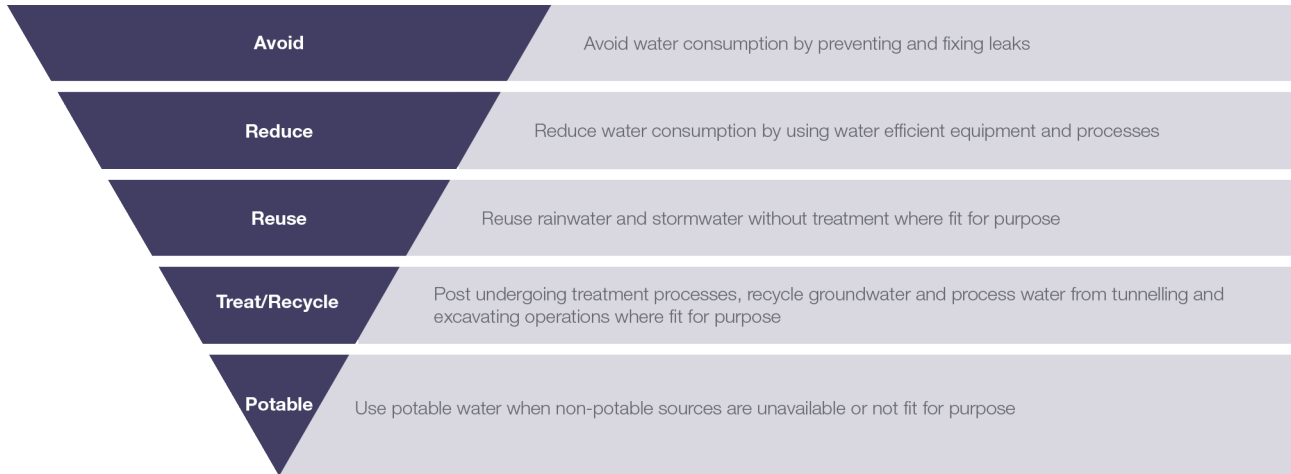 Avoid
Avoid water consumption by preventing and fixing leaks
Reduce
Reduce water consumption by using water efficient equipment and processes
Reuse
Reuse rainwater and stormwater without treatment where fit for purpose
Treat/Recycle
Post undergoing treatment processes, recycle groundwater and process water from tunnelling and
excavating operations where fit for purpose
Potable
Use potable water when non-potable sources are unavailable or not fit for purpose